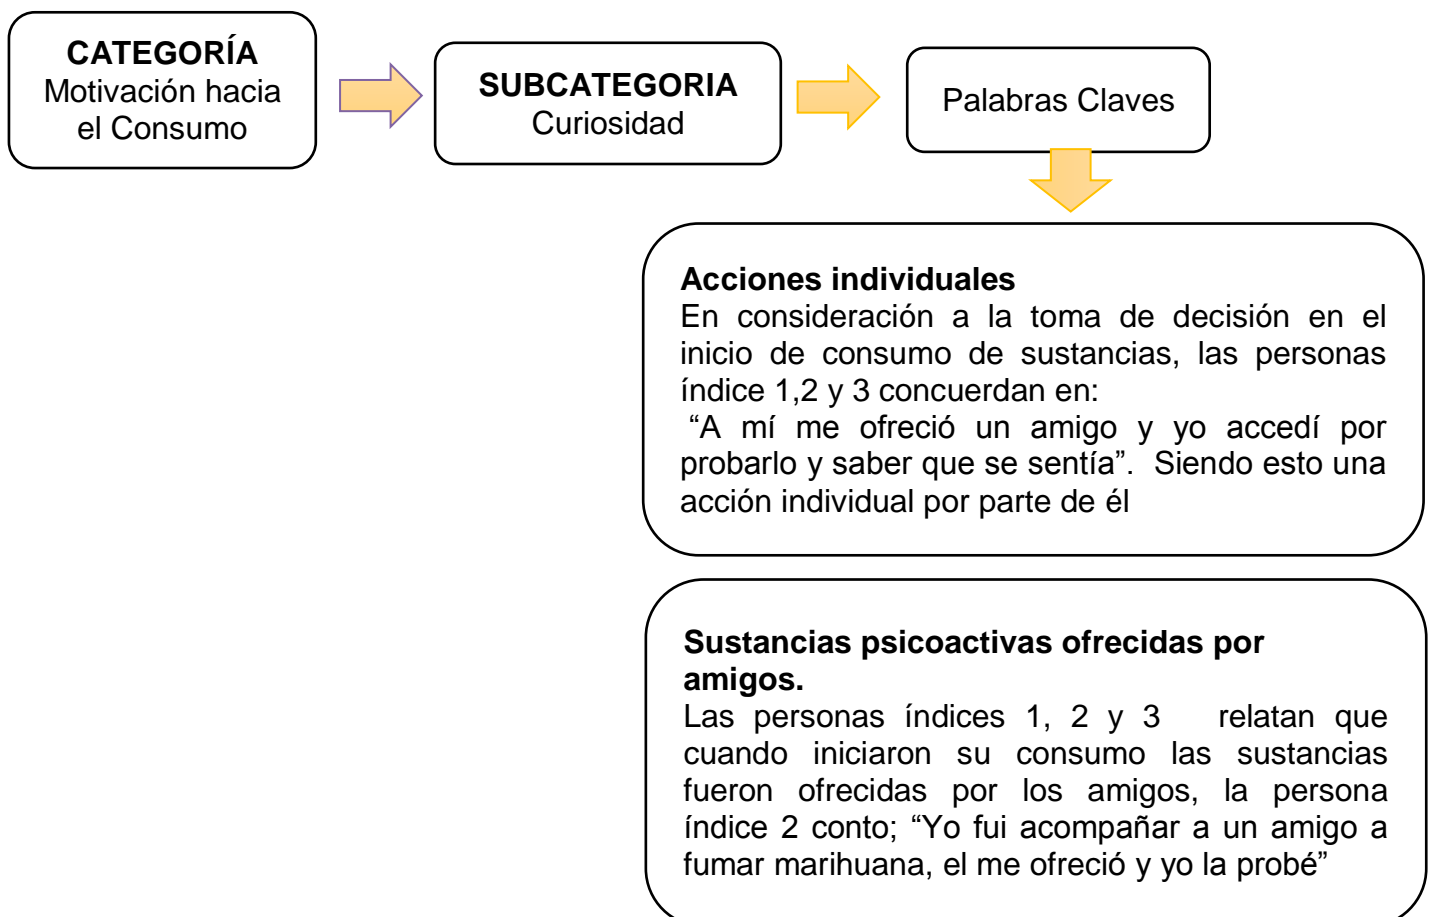 CATEGORÍA
Motivación hacia
el Consumo
SUBCATEGORIA
Curiosidad
Palabras Claves
Acciones individuales
En consideración a la toma de decisión en el
inicio de consumo de sustancias, las personas
índice 1,2 y 3 concuerdan en:
“A mí me ofreció un amigo y yo accedí por
probarlo y saber que se sentía”. Siendo esto una
acción individual por parte de él
Sustancias psicoactivas ofrecidas por
amigos.
Las personas índices 1, 2 y 3 relatan que
cuando iniciaron su consumo las sustancias
fueron ofrecidas por los amigos, la persona
índice 2 conto; “Yo fui acompañar a un amigo a
fumar marihuana, el me ofreció y yo la probé”